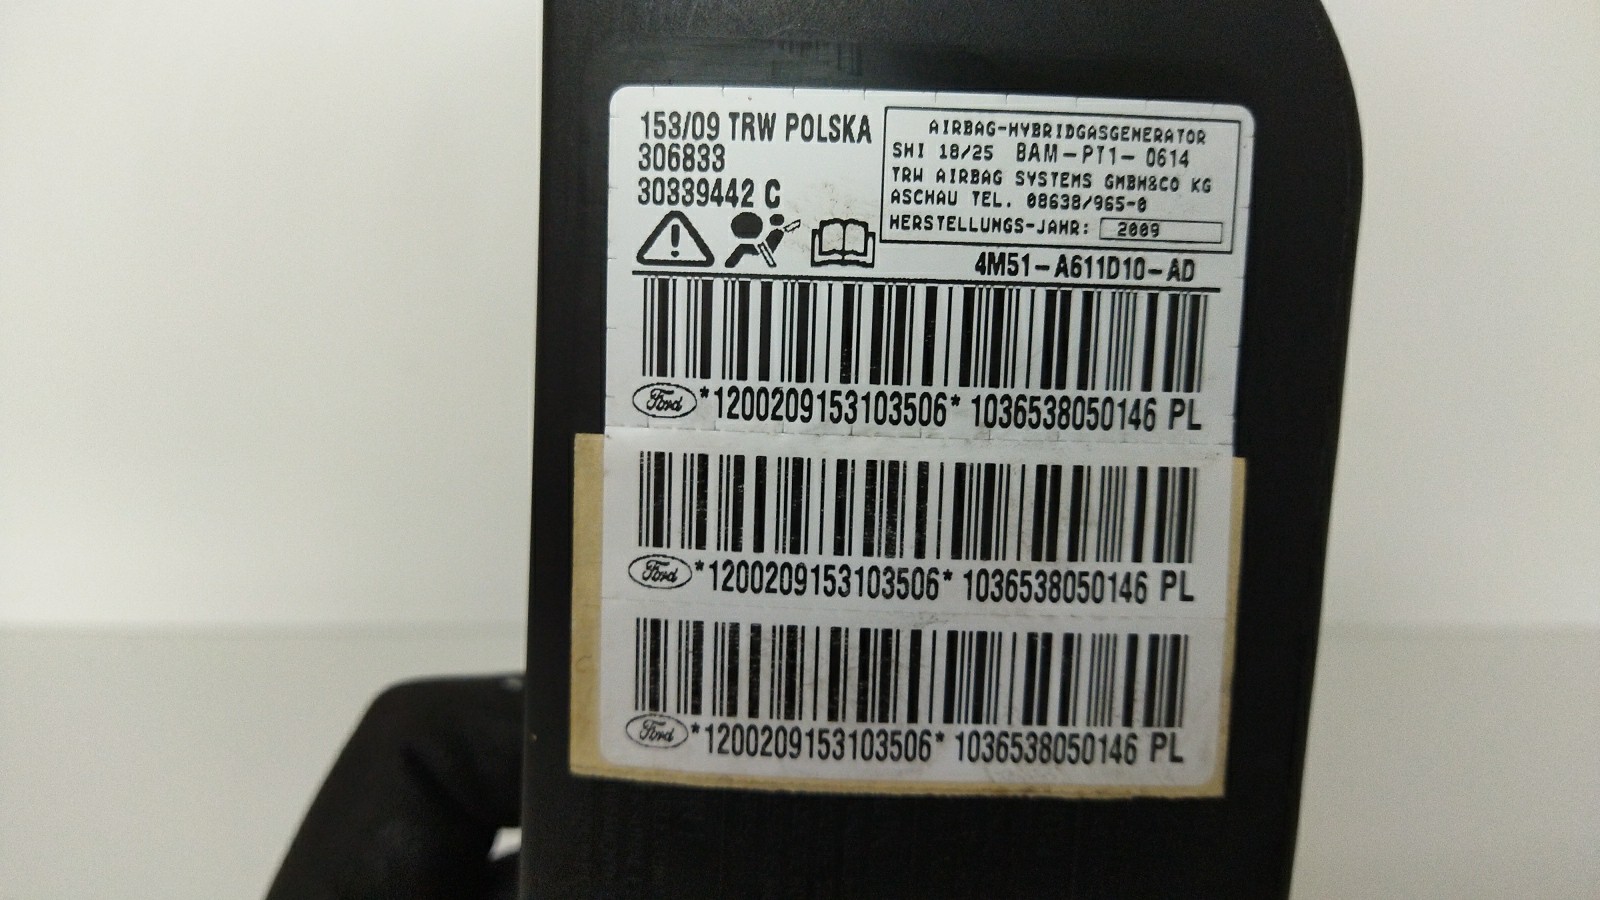 153/09 TRW POLSKA
306833
30339442 C
AIRBAG-HYBRIDGASGENERATOR
SHI 18/25 BAM-PT1-0614
TRW AIRBAG SYSTEMS GMBH&CO KG
ASCHAU TEL. 08638/965-0
HERSTELLUNGS-JAHR: 2009
4M51-A611D10-AD
Ford *1200209153103506* 1036538050146 PL
Ford *1200209153103506* 1036538050146 PL
Ford *1200209153103506* 1036538050146 PL